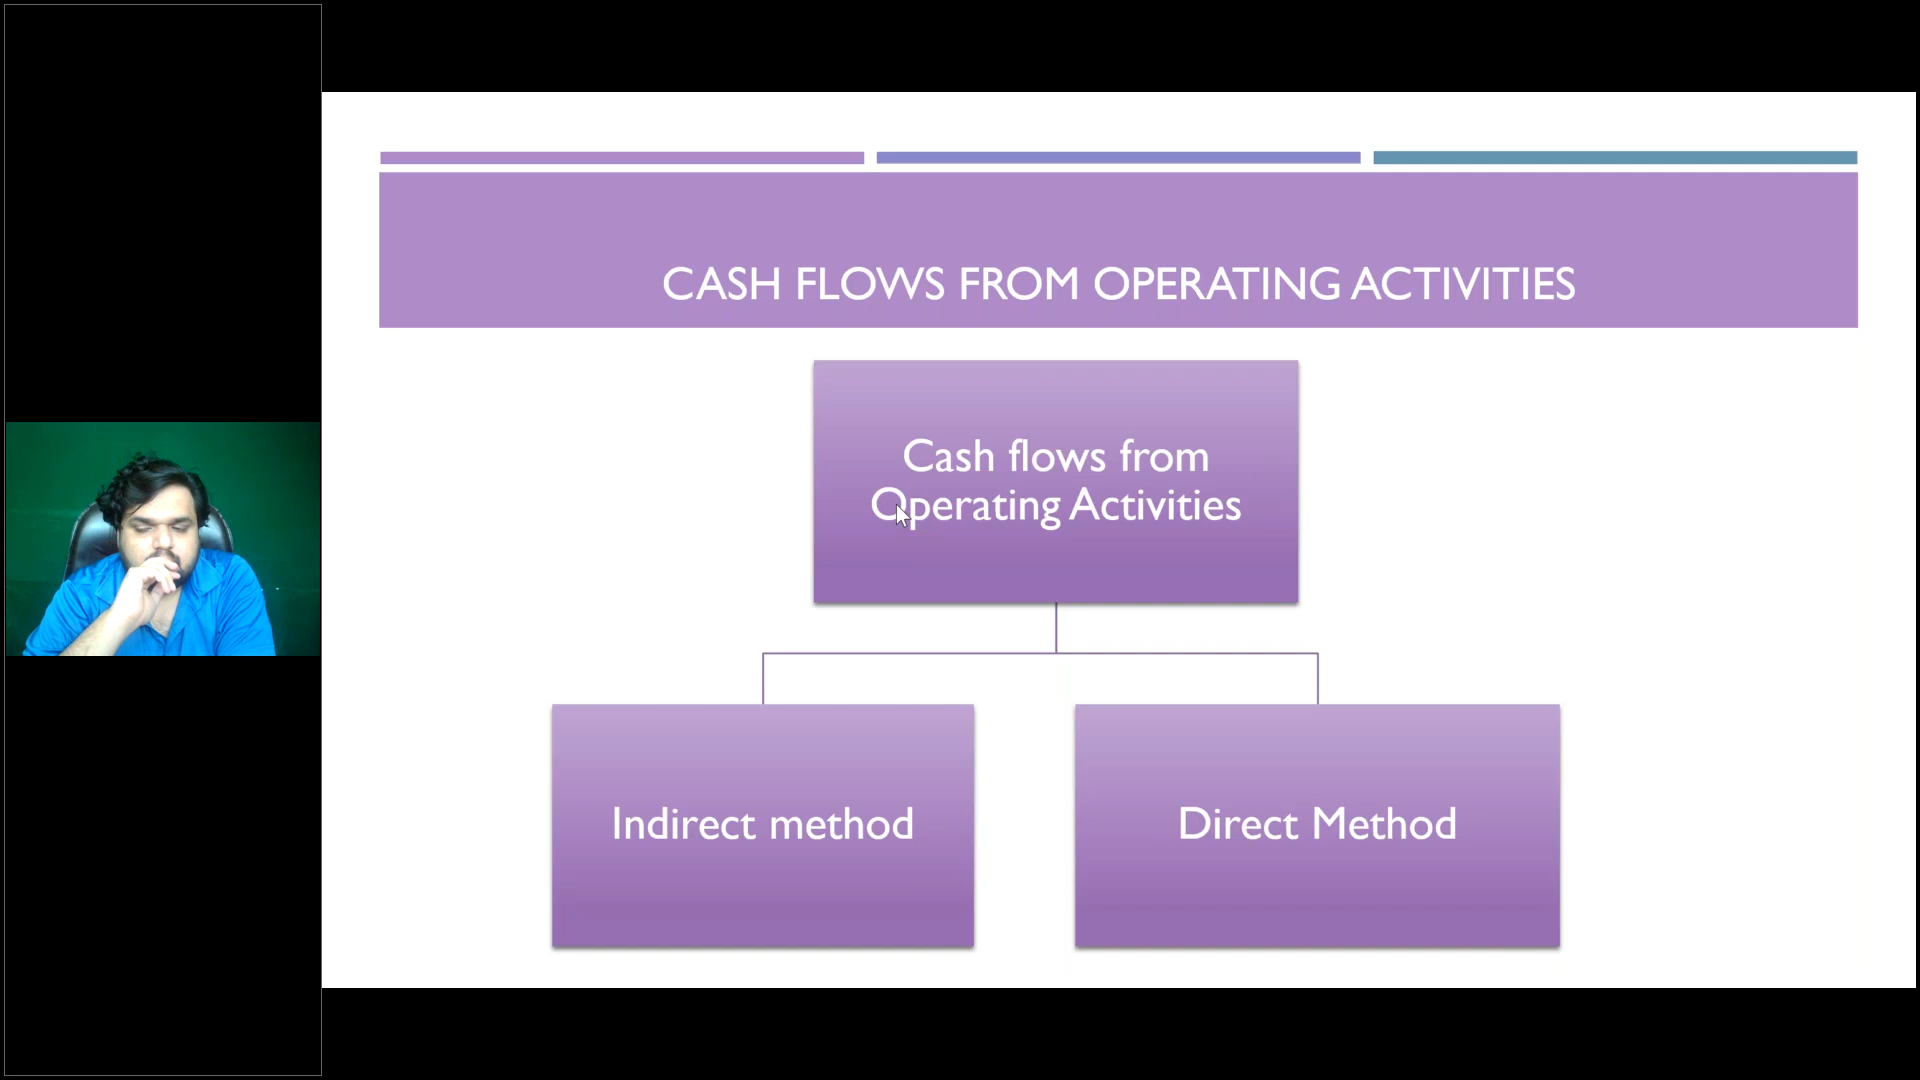 CASH FLOWS FROM OPERATING ACTIVITIES
Cash flows from
Operating Activities
Indirect method
Direct Method